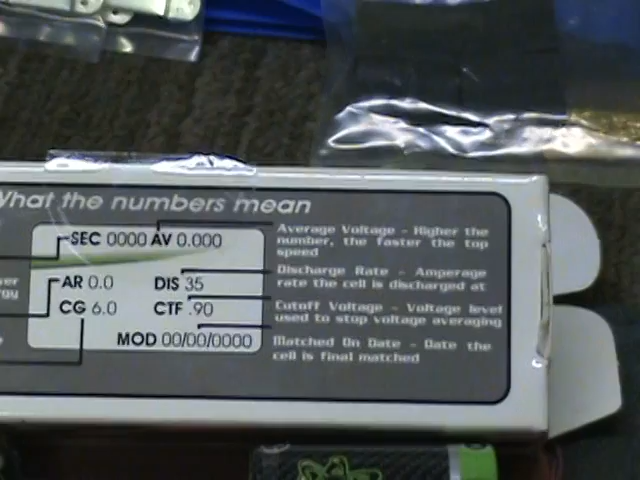 What the numbers mean
SEC 0000 AV 0.000
AR 0.0 DIS 35
CG 6.0 CTF .90
MOD 00/00/0000
Average Voltage - Higher the
number, the faster the top
speed
Discharge Rate - Amperage
rate the cell is discharged at
Cutoff Voltage - Voltage level
used to stop voltage averaging
Matched On Date - Date the
cell is final matched